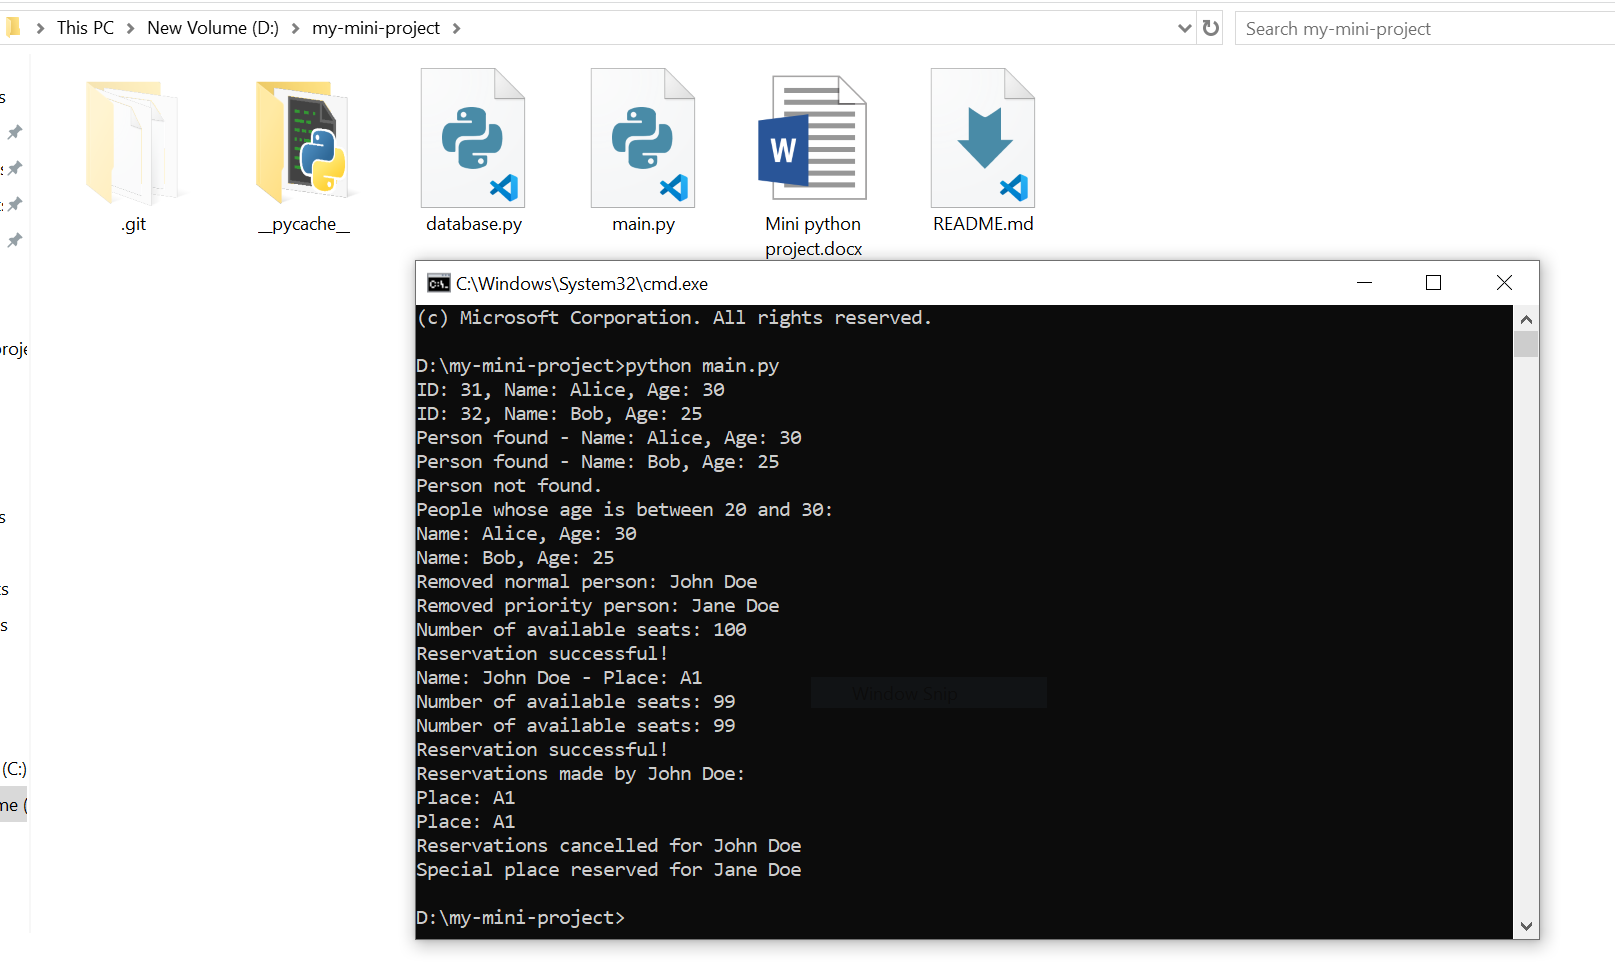 This PC > New Volume (D:) > my-mini-project >
Search my-mini-project
.git
__pycache__
database.py
main.py
Mini python
project.docx
README.md
C:\Windows\System32\cmd.exe
(c) Microsoft Corporation. All rights reserved.
D:\my-mini-project>python main.py
ID: 31, Name: Alice, Age: 30
ID: 32, Name: Bob, Age: 25
Person found - Name: Alice, Age: 30
Person found - Name: Bob, Age: 25
Person not found.
People whose age is between 20 and 30:
Name: Alice, Age: 30
Name: Bob, Age: 25
Removed normal person: John Doe
Removed priority person: Jane Doe
Number of available seats: 100
Reservation successful!
Name: John Doe - Place: A1
Window Snip
Number of available seats: 99
Number of available seats: 99
Reservation successful!
Reservations made by John Doe:
Place: A1
Place: A1
Reservations cancelled for John Doe
Special place reserved for Jane Doe
D:\my-mini-project>
(C:)